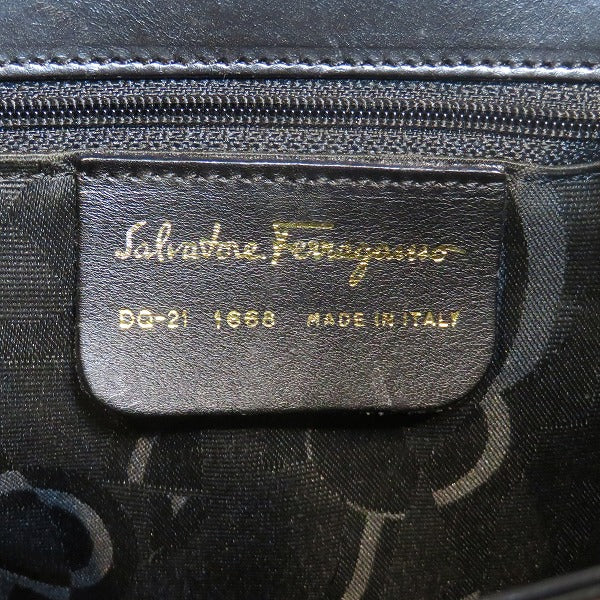 Salvatore Ferragamo
DQ-21 1668 MADE IN ITALY